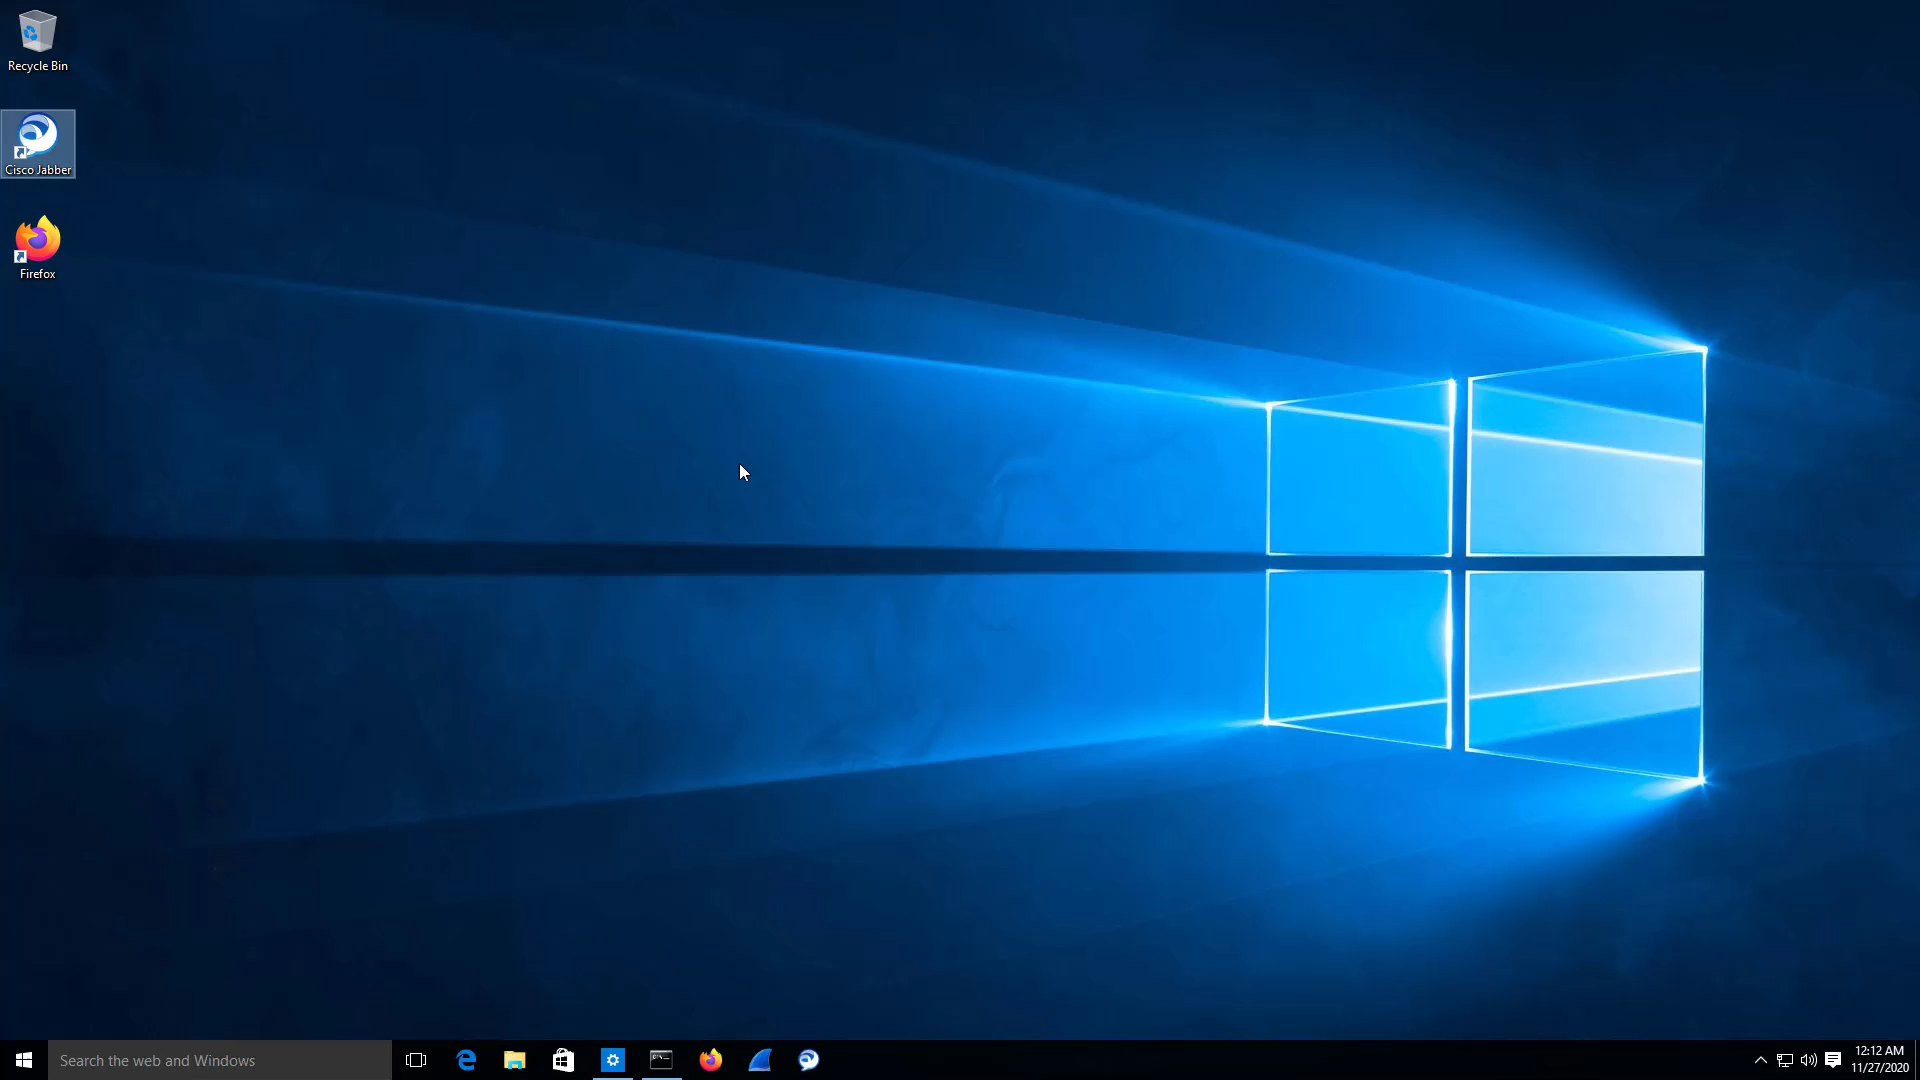 Recycle Bin
Cisco Jabber
Firefox
Search the web and Windows
12:12 AM
11/27/2020